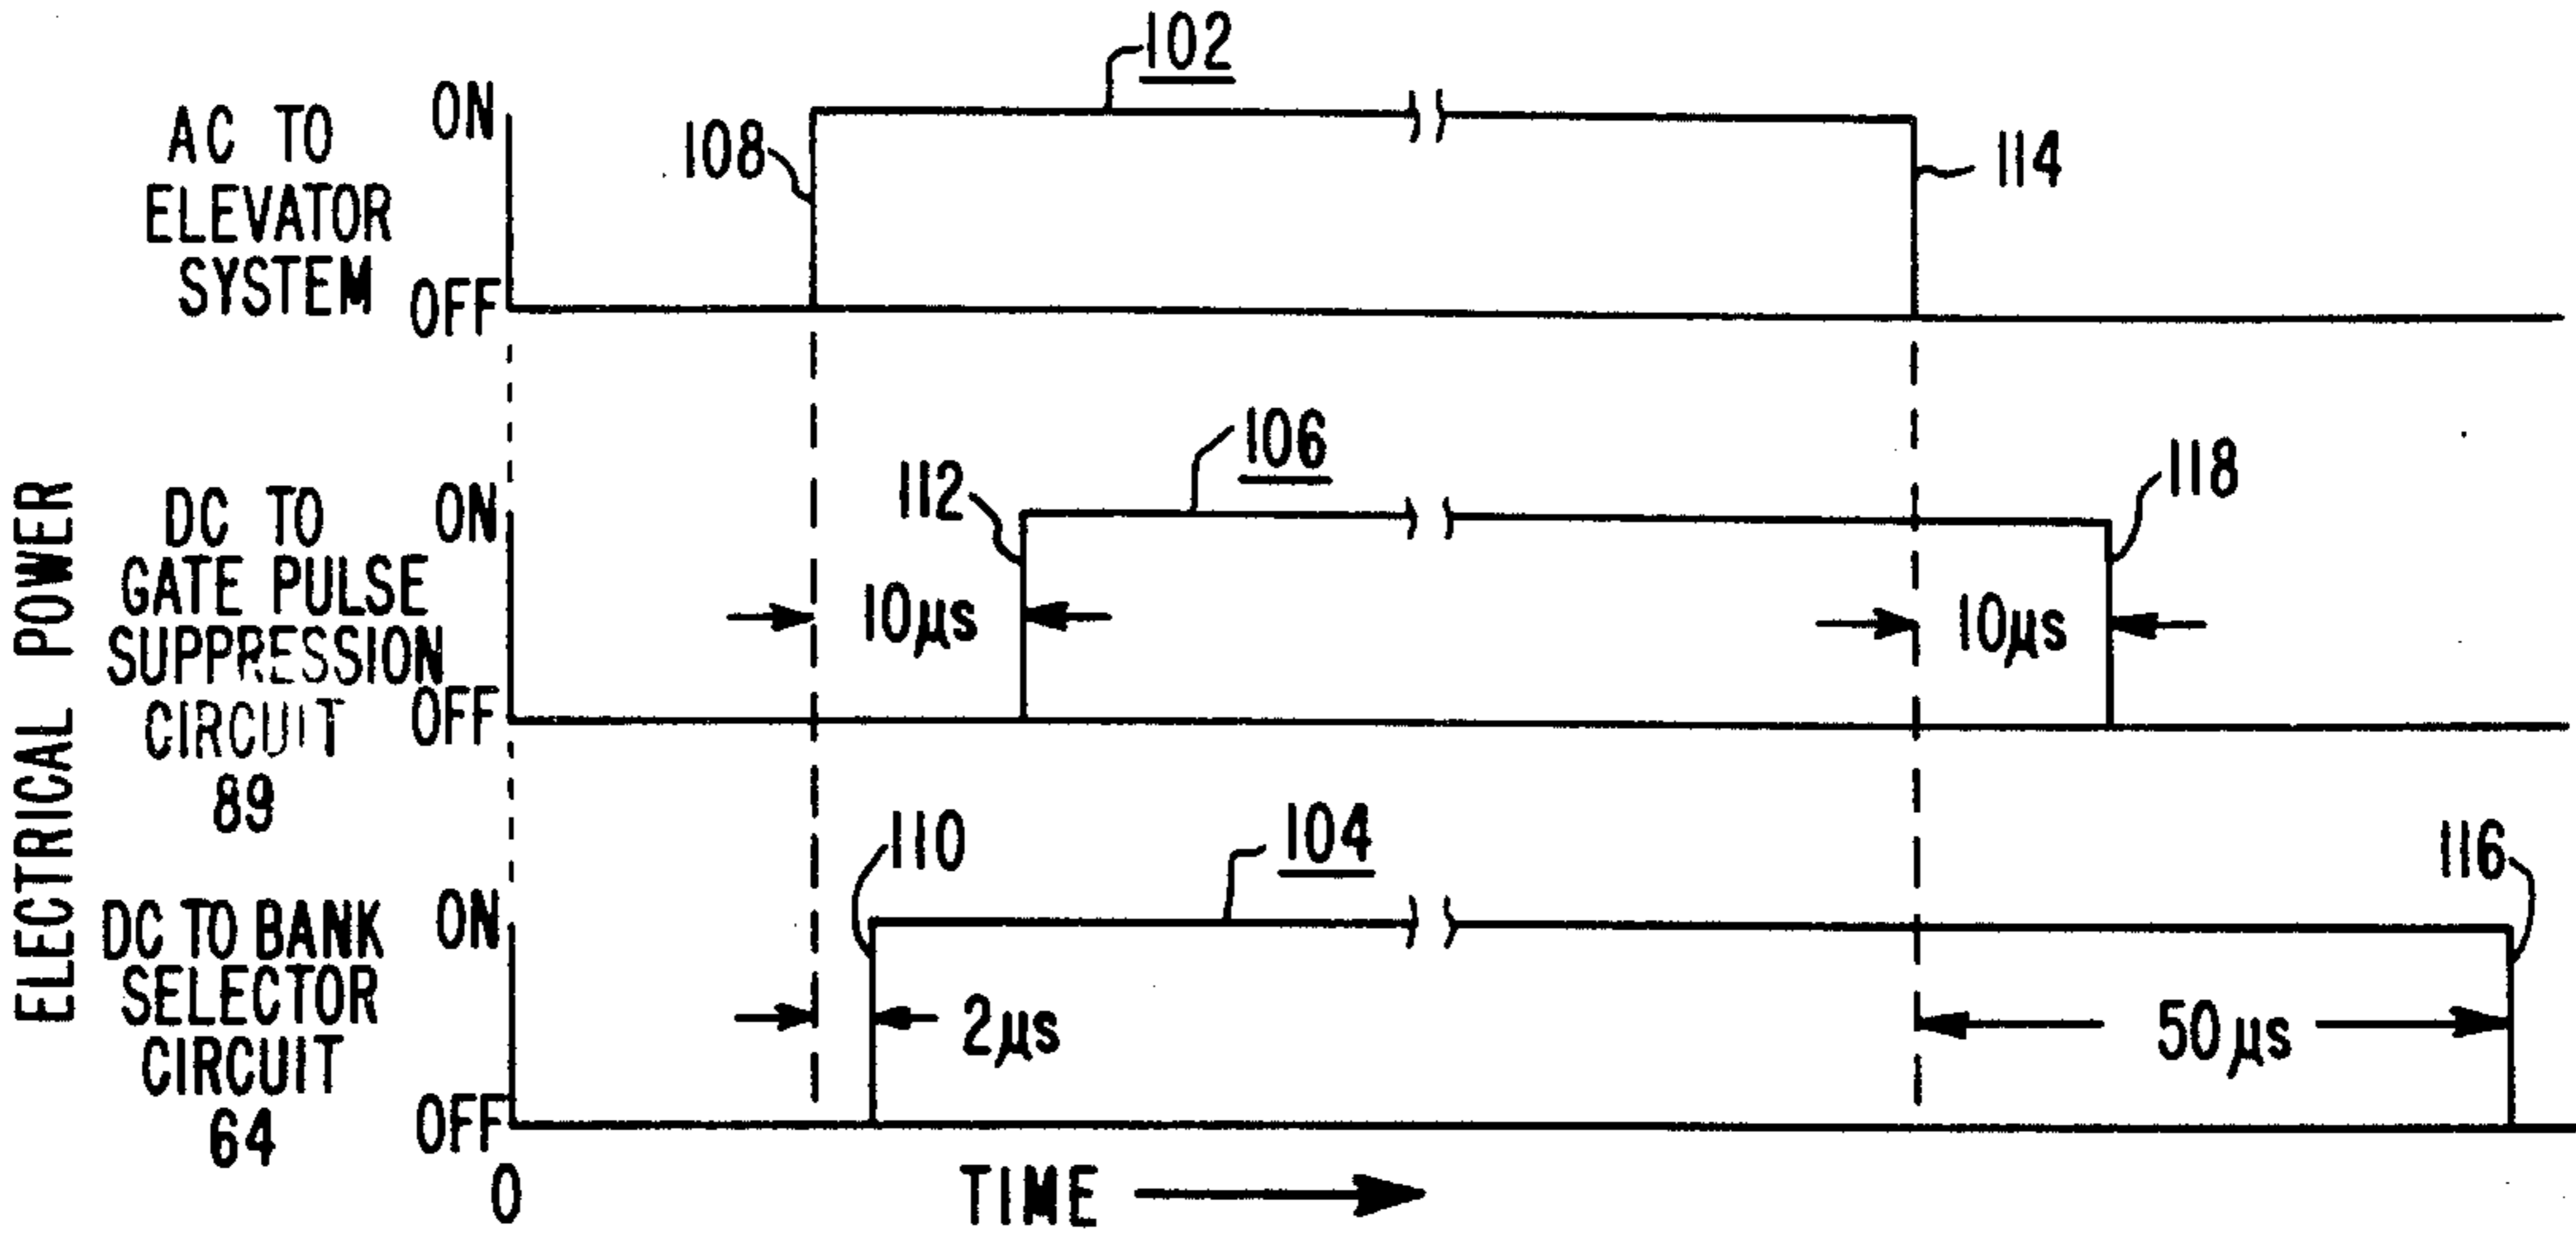 ELECTRICAL POWER
AC TO
ELEVATOR
SYSTEM
ON
OFF
102
108
114
DC TO
GATE PULSE
SUPPRESSION
CIRCUIT
89
ON
OFF
106
112
118
10μs
10μs
DC TO BANK
SELECTOR
CIRCUIT
64
ON
OFF
110
104
116
2μs
50μs
0
TIME